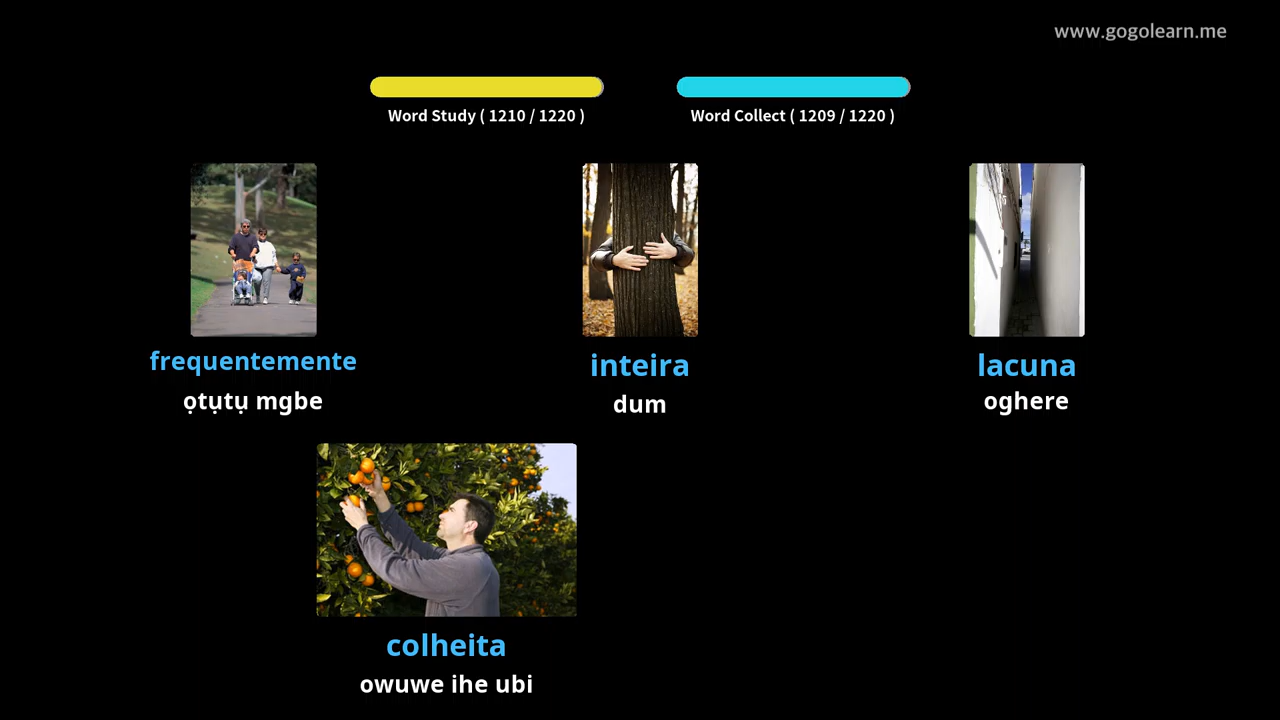 www.gogolearn.me
Word Study ( 1210 / 1220 )
Word Collect ( 1209 / 1220 )
frequentemente
ọtụtụ mgbe
inteira
dum
lacuna
oghere
colheita
owuwe ihe ubi